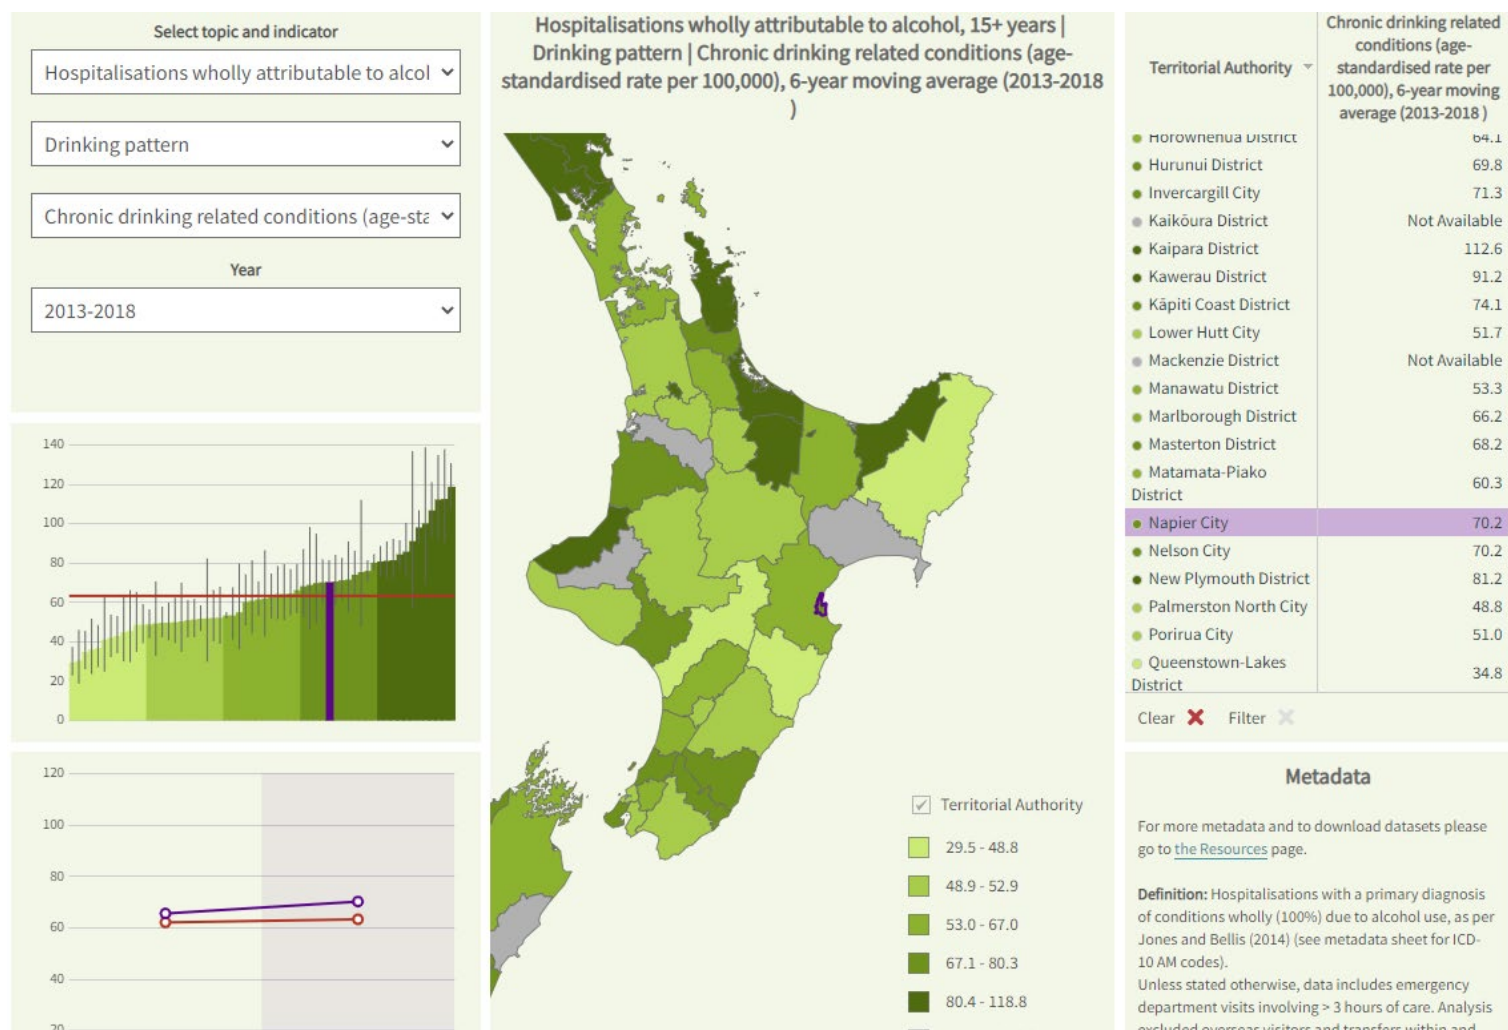 Select topic and indicator
Hospitalisations wholly attributable to alcol
Drinking pattern
Chronic drinking related conditions (age-sta
Year
2013-2018
140
120
100
80
60
40
20
0
120
100
80
60
40
20
Hospitalisations wholly attributable to alcohol, 15+ years |
Drinking pattern | Chronic drinking related conditions (age-
standardised rate per 100,000), 6-year moving average (2013-2018
)
Territorial Authority
29.5 - 48.8
48.9 - 52.9
53.0 - 67.0
67.1 - 80.3
80.4 - 118.8
Territorial Authority
Chronic drinking related
conditions (age-
standardised rate per
100,000), 6-year moving
average (2013-2018 )
Horowhenua District 64.1
Hurunui District 69.8
Invercargill City 71.3
Kaikōura District Not Available
Kaipara District 112.6
Kawerau District 91.2
Kāpiti Coast District 74.1
Lower Hutt City 51.7
Mackenzie District Not Available
Manawatu District 53.3
Marlborough District 66.2
Masterton District 68.2
Matamata-Piako
District 60.3
Napier City 70.2
Nelson City 70.2
New Plymouth District 81.2
Palmerston North City 48.8
Porirua City 51.0
Queenstown-Lakes
District 34.8
Clear Filter
Metadata
For more metadata and to download datasets please
go to the Resources page.
Definition: Hospitalisations with a primary diagnosis
of conditions wholly (100%) due to alcohol use, as per
Jones and Bellis (2014) (see metadata sheet for ICD-
10 AM codes).
Unless stated otherwise, data includes emergency
department visits involving > 3 hours of care. Analysis
excluded overseas visitors and transfers within and